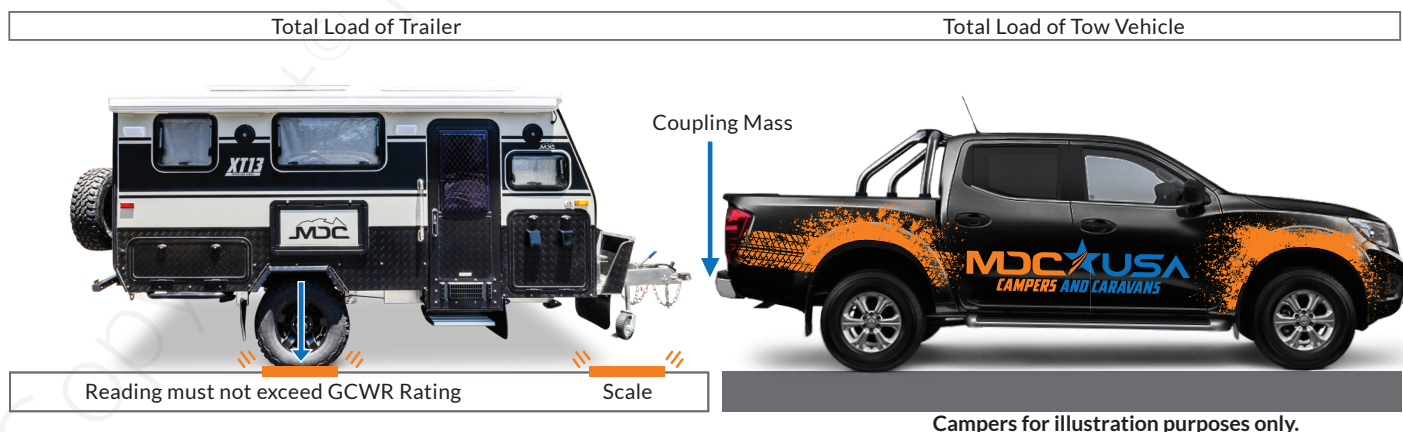 Total Load of Trailer
Total Load of Tow Vehicle
Coupling Mass
XT13
MDC
MDC
MDC USA
CAMPERS AND CARAVANS
Reading must not exceed GCWR Rating
Scale
Campers for illustration purposes only.